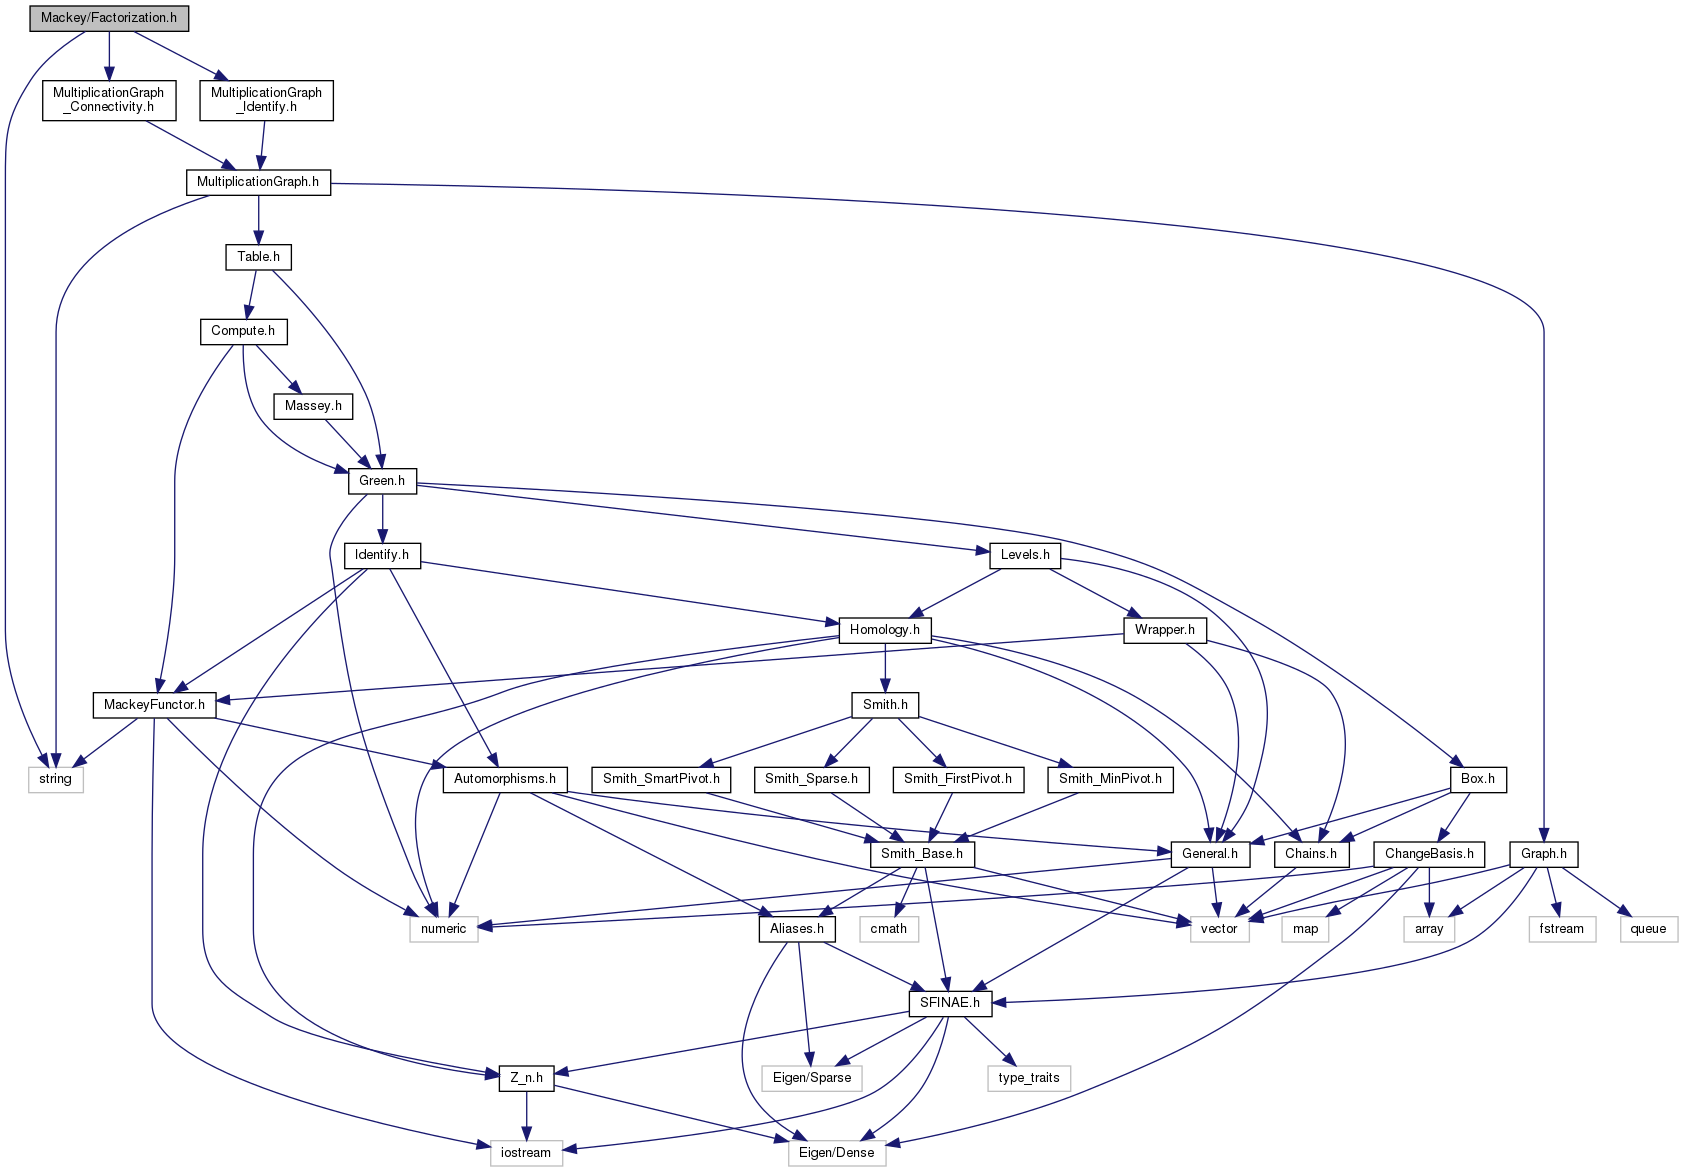 Mackey/Factorization.h
MultiplicationGraph
_Connectivity.h
MultiplicationGraph
_Identify.h
MultiplicationGraph.h
Table.h
Compute.h
Massey.h
Green.h
Identify.h
Levels.h
Homology.h
Wrapper.h
MackeyFunctor.h
Smith.h
string
Automorphisms.h
Smith_SmartPivot.h
Smith_Sparse.h
Smith_FirstPivot.h
Smith_MinPivot.h
Box.h
Smith_Base.h
General.h
Chains.h
ChangeBasis.h
Graph.h
numeric
Aliases.h
cmath
vector
map
array
fstream
queue
SFINAE.h
Z_n.h
Eigen/Sparse
type_traits
iostream
Eigen/Dense